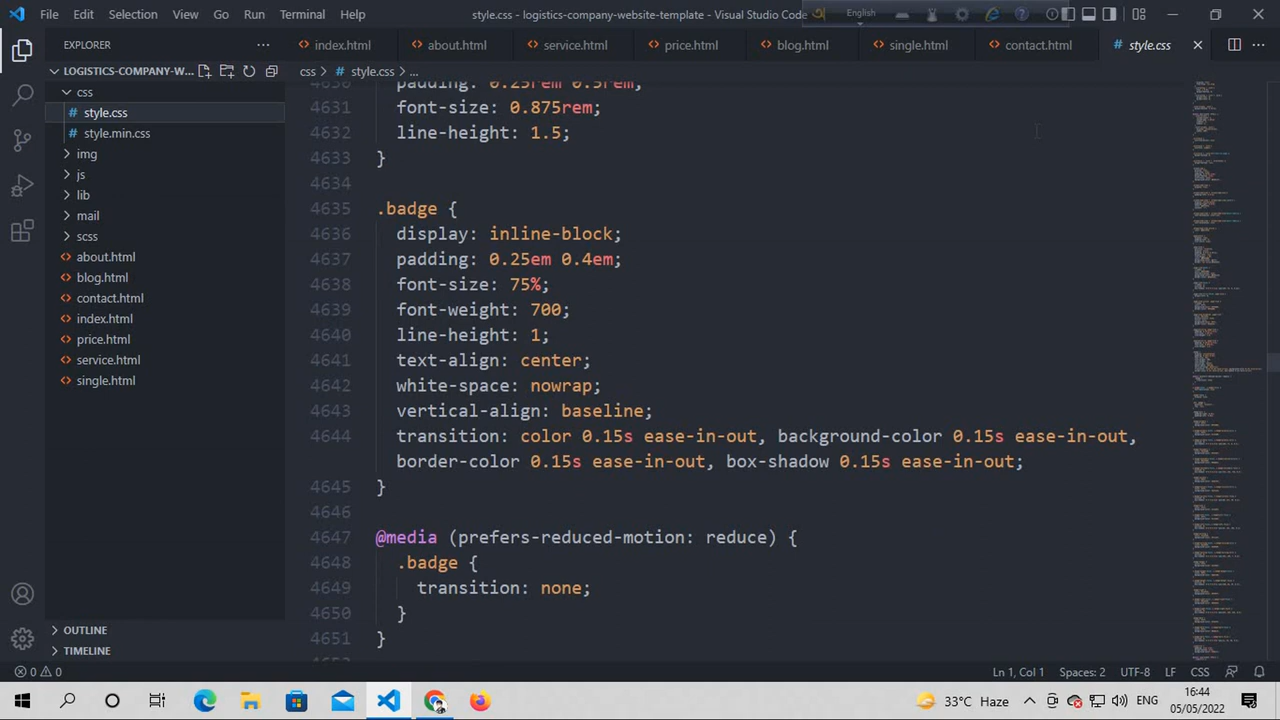 File Edit Selection View Go Run Terminal Help
style.css - logistics-company-website-template - Visual Studio Code
English
EXPLORER
index.html about.html service.html price.html blog.html single.html contact.html # style.css
LOGISTICS-COMPANY-W...
css > # style.css > ...
css
# style.css
# style.min.css
img
js
lib
mail
scss
about.html
blog.html
contact.html
index.html
price.html
service.html
single.html
OUTLINE
TIMELINE
4630 padding: 0.25rem 0.5rem;
4631 font-size: 0.875rem;
4632 line-height: 1.5;
4633 }
4634
4635 .badge {
4636 display: inline-block;
4637 padding: 0.25em 0.4em;
4638 font-size: 75%;
4639 font-weight: 700;
4640 line-height: 1;
4641 text-align: center;
4642 white-space: nowrap;
4643 vertical-align: baseline;
4644 transition: color 0.15s ease-in-out, background-color 0.15s ease-in-out,
border-color 0.15s ease-in-out, box-shadow 0.15s ease-in-out;
4645 }
4646
4647 @media (prefers-reduced-motion: reduce) {
4648 .badge {
4649 transition: none;
4650 }
4651 }
0 0
Ln 1, Col 1 Spaces: 2 UTF-8 LF CSS
33°C Haze
ENG
16:44
05/05/2022